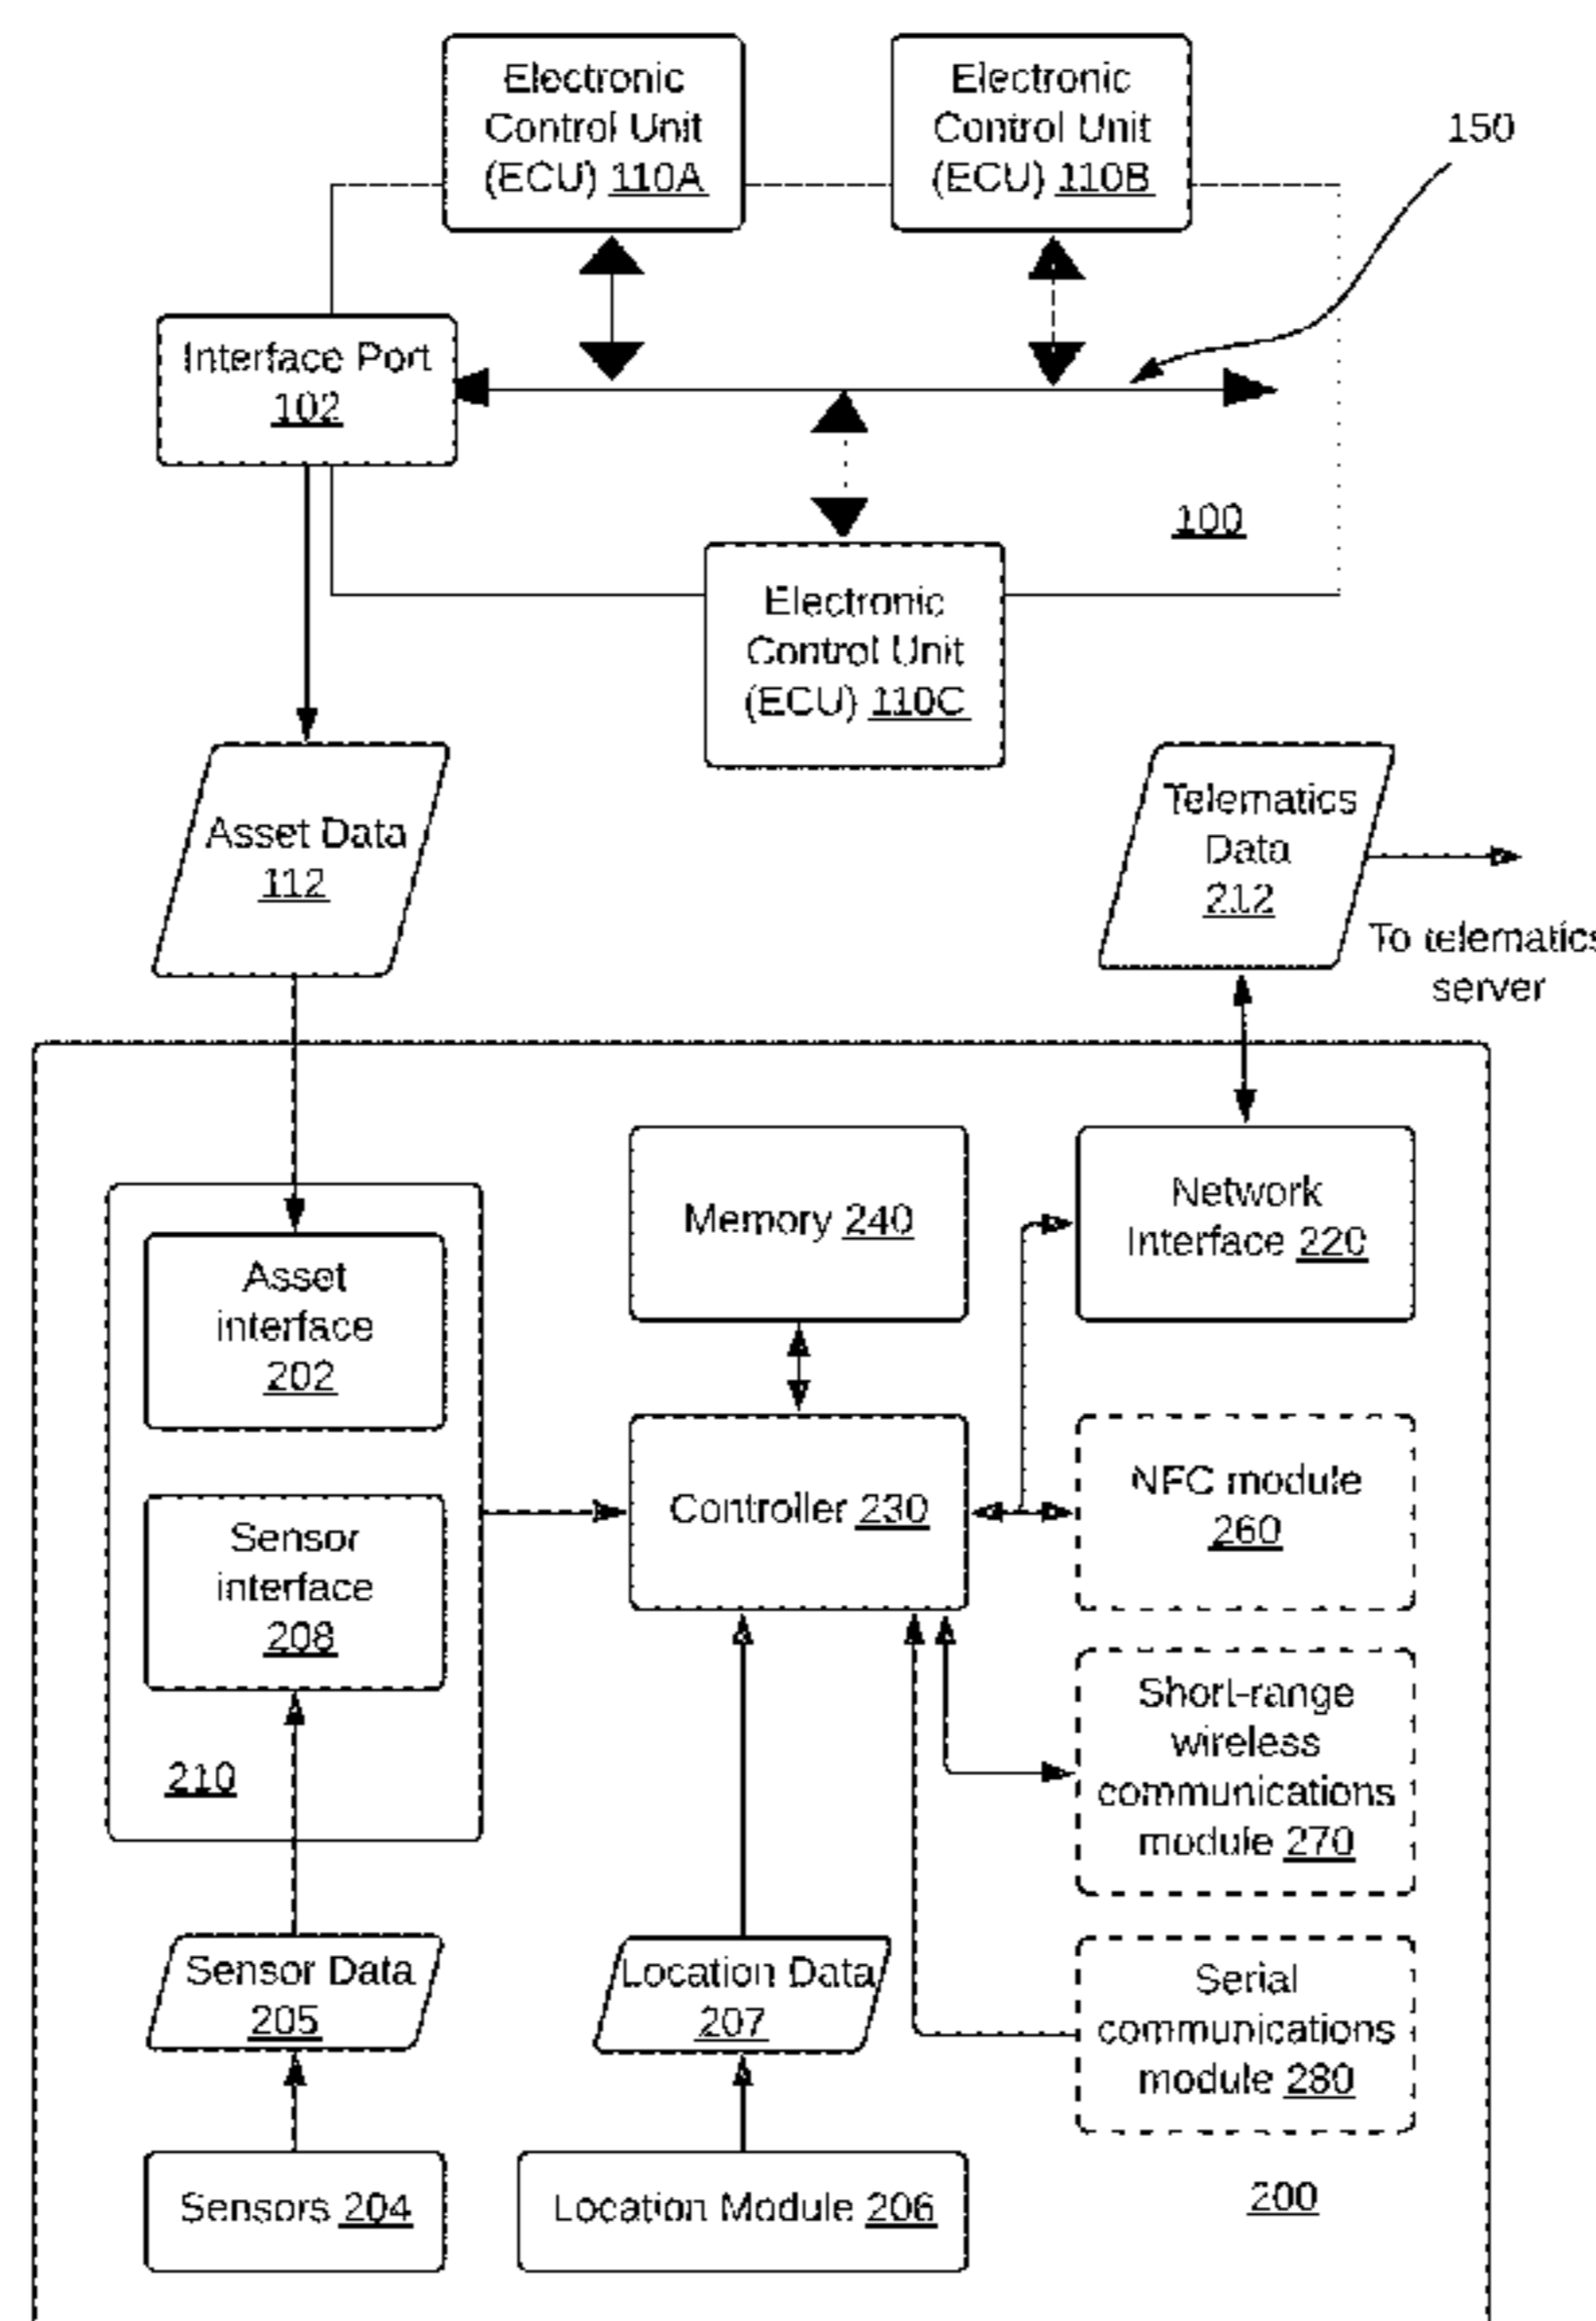 Electronic
Control Unit
(ECU) 110A
Electronic
Control Unit
(ECU) 110B
150
Interface Port
102
100
Electronic
Control Unit
(ECU) 110C
Asset Data
112
Telematics
Data
212
To telematics
server
Asset
interface
202
Memory 240
Network
Interface 220
Sensor
interface
208
210
Controller 230
NFC module
260
Short-range
wireless
communications
module 270
Sensor Data
205
Location Data
207
Serial
communications
module 280
Sensors 204
Location Module 206
200